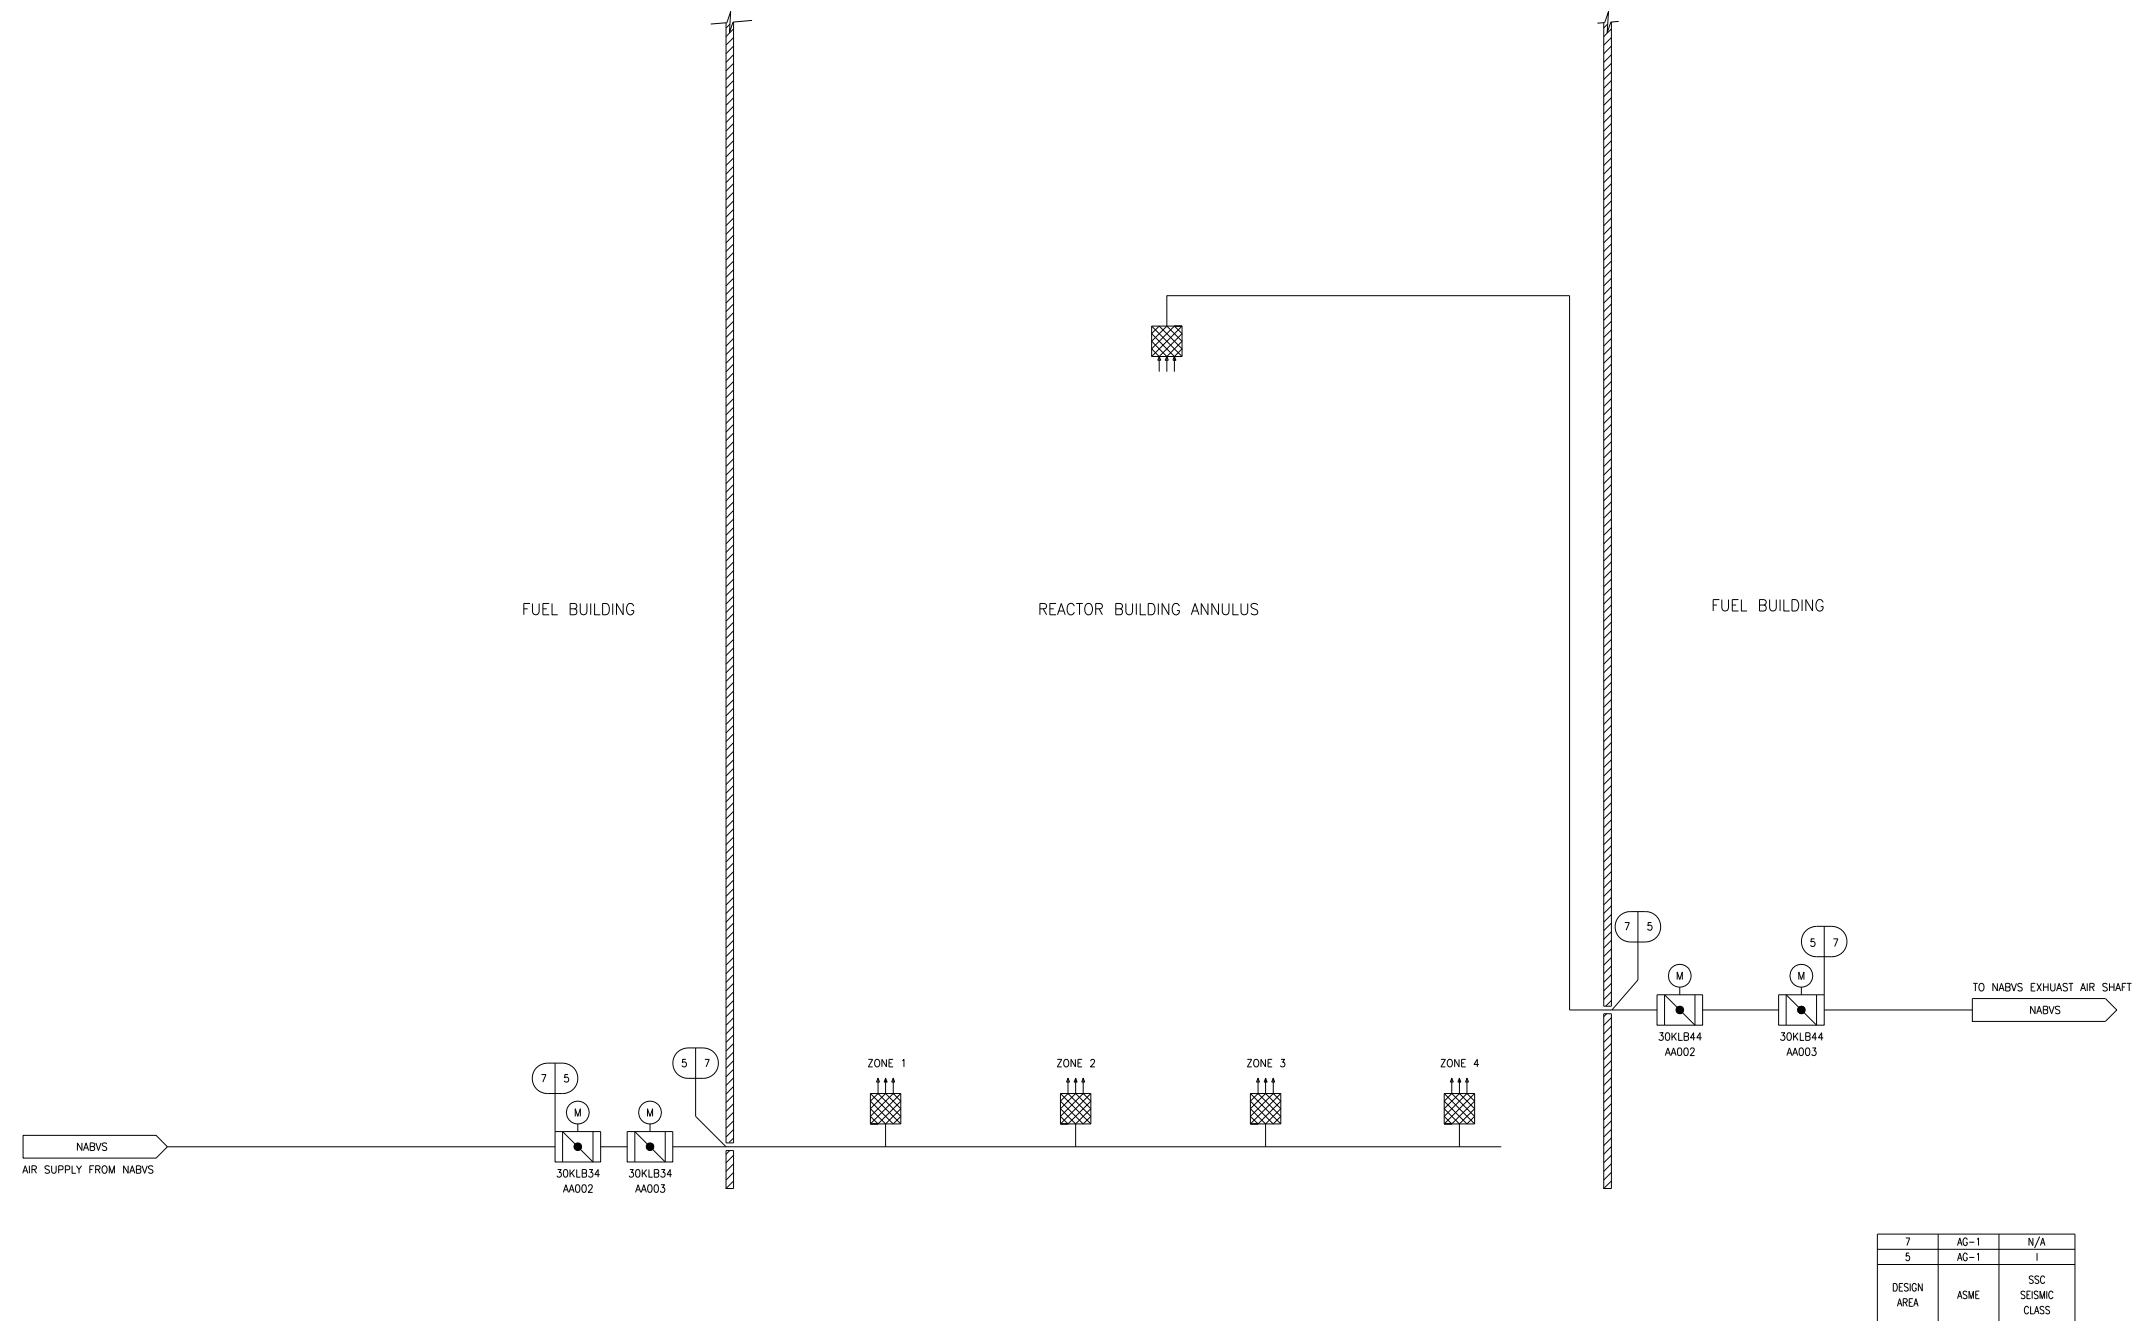 FUEL BUILDING
REACTOR BUILDING ANNULUS
FUEL BUILDING
7 5
5 7
M
M
TO NABVS EXHUAST AIR SHAFT
NABVS
30KLB44
AA002
30KLB44
AA003
7 5
5 7
M
M
ZONE 1
ZONE 2
ZONE 3
ZONE 4
NABVS
AIR SUPPLY FROM NABVS
30KLB34
AA002
30KLB34
AA003
7 AG-1 N/A
5 AG-1 I
DESIGN
AREA
ASME
SSC
SEISMIC
CLASS